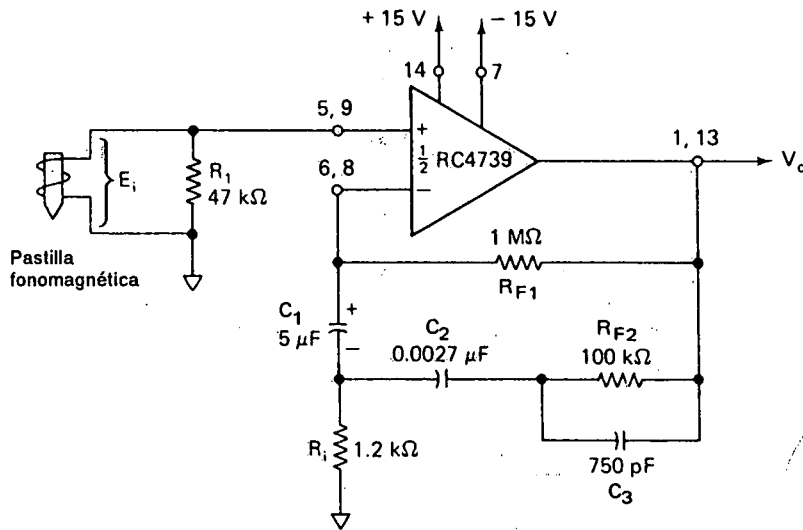 + 15 V
- 15 V
14
7
5, 9
+
1/2 RC4739
1, 13
V_o
6, 8
−
E_i
R_1
47 kΩ
Pastilla
fonomagnética
1 MΩ
R_F1
C_1
5 μF
+
−
C_2
0.0027 μF
R_F2
100 kΩ
R_i
1.2 kΩ
750 pF
C_3